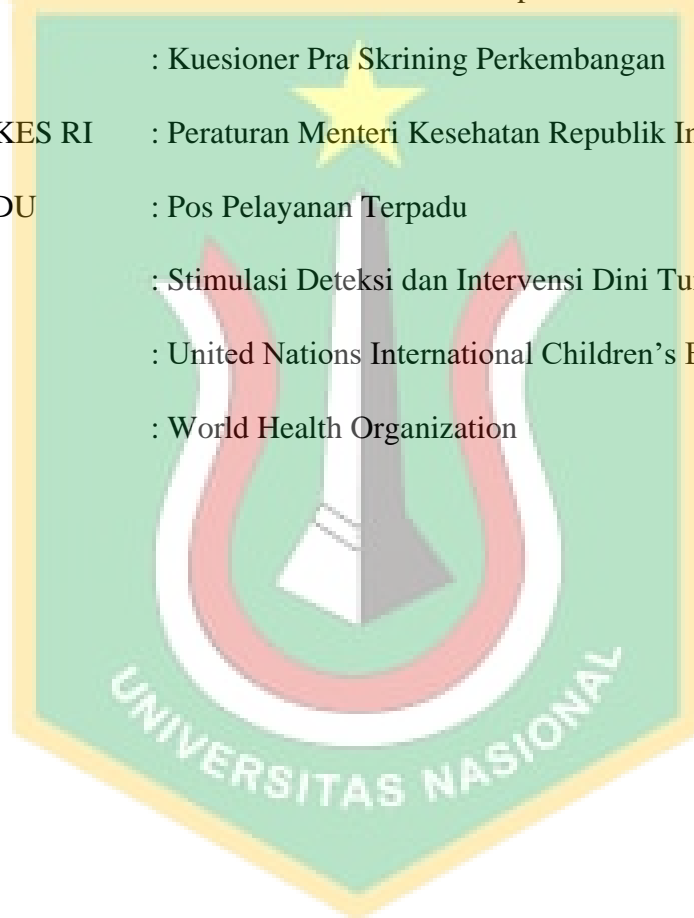 : Kuesioner Pra Skrining Perkembangan
KES RI : Peraturan Menteri Kesehatan Republik In
DU : Pos Pelayanan Terpadu
: Stimulasi Deteksi dan Intervensi Dini Tu
: United Nations International Children’s E
: World Health Organization
UNIVERSITAS NASIONAL